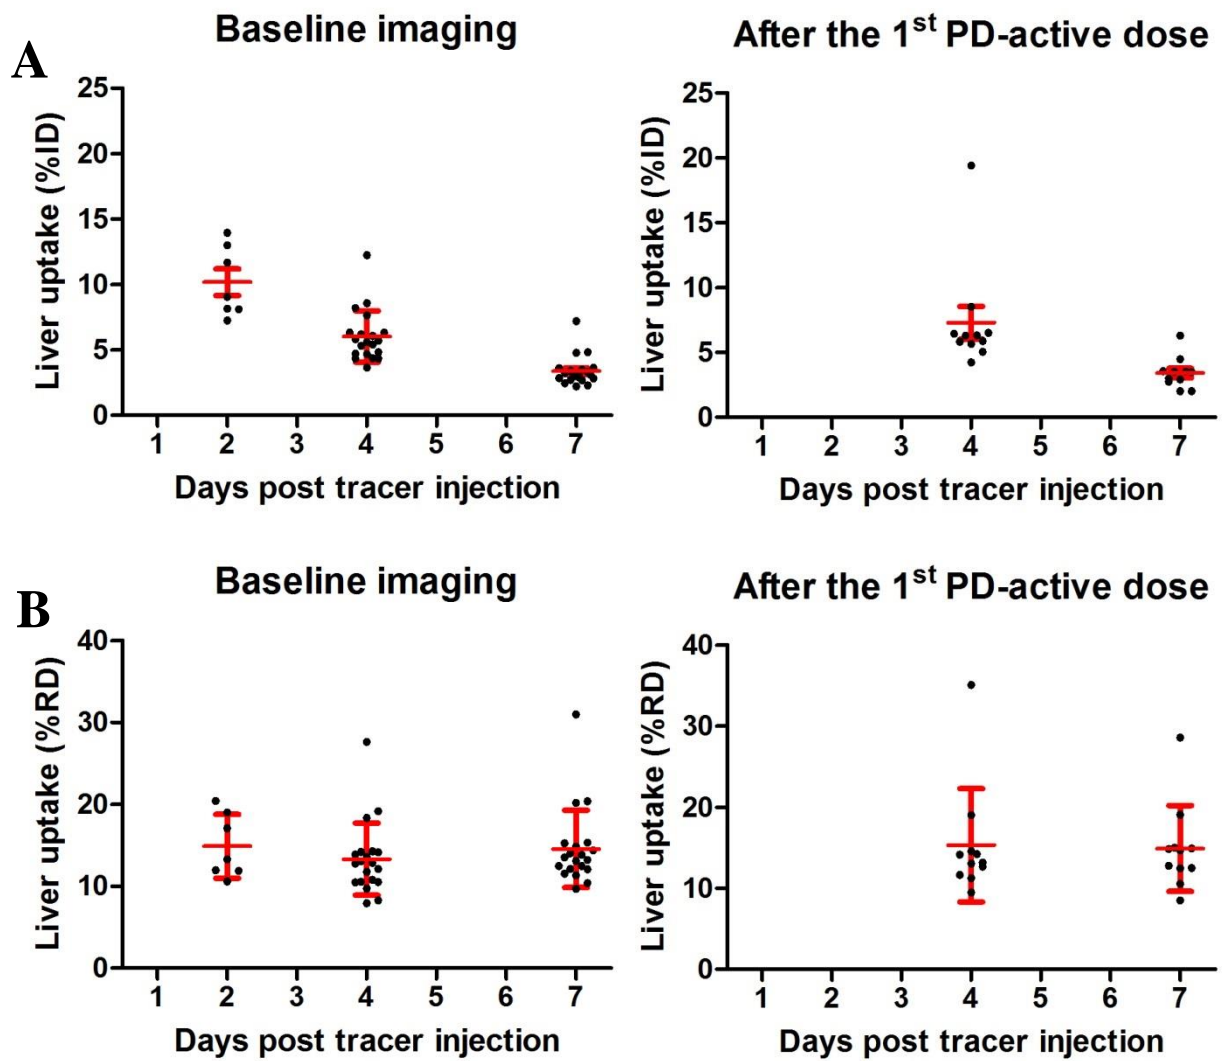 A
Baseline imaging
After the 1st PD-active dose
Liver uptake (%ID)
25
20
15
10
5
0
1 2 3 4 5 6 7
Days post tracer injection
Liver uptake (%ID)
25
20
15
10
5
0
1 2 3 4 5 6 7
Days post tracer injection
B
Baseline imaging
After the 1st PD-active dose
Liver uptake (%RD)
40
30
20
10
0
1 2 3 4 5 6 7
Days post tracer injection
Liver uptake (%RD)
40
30
20
10
0
1 2 3 4 5 6 7
Days post tracer injection